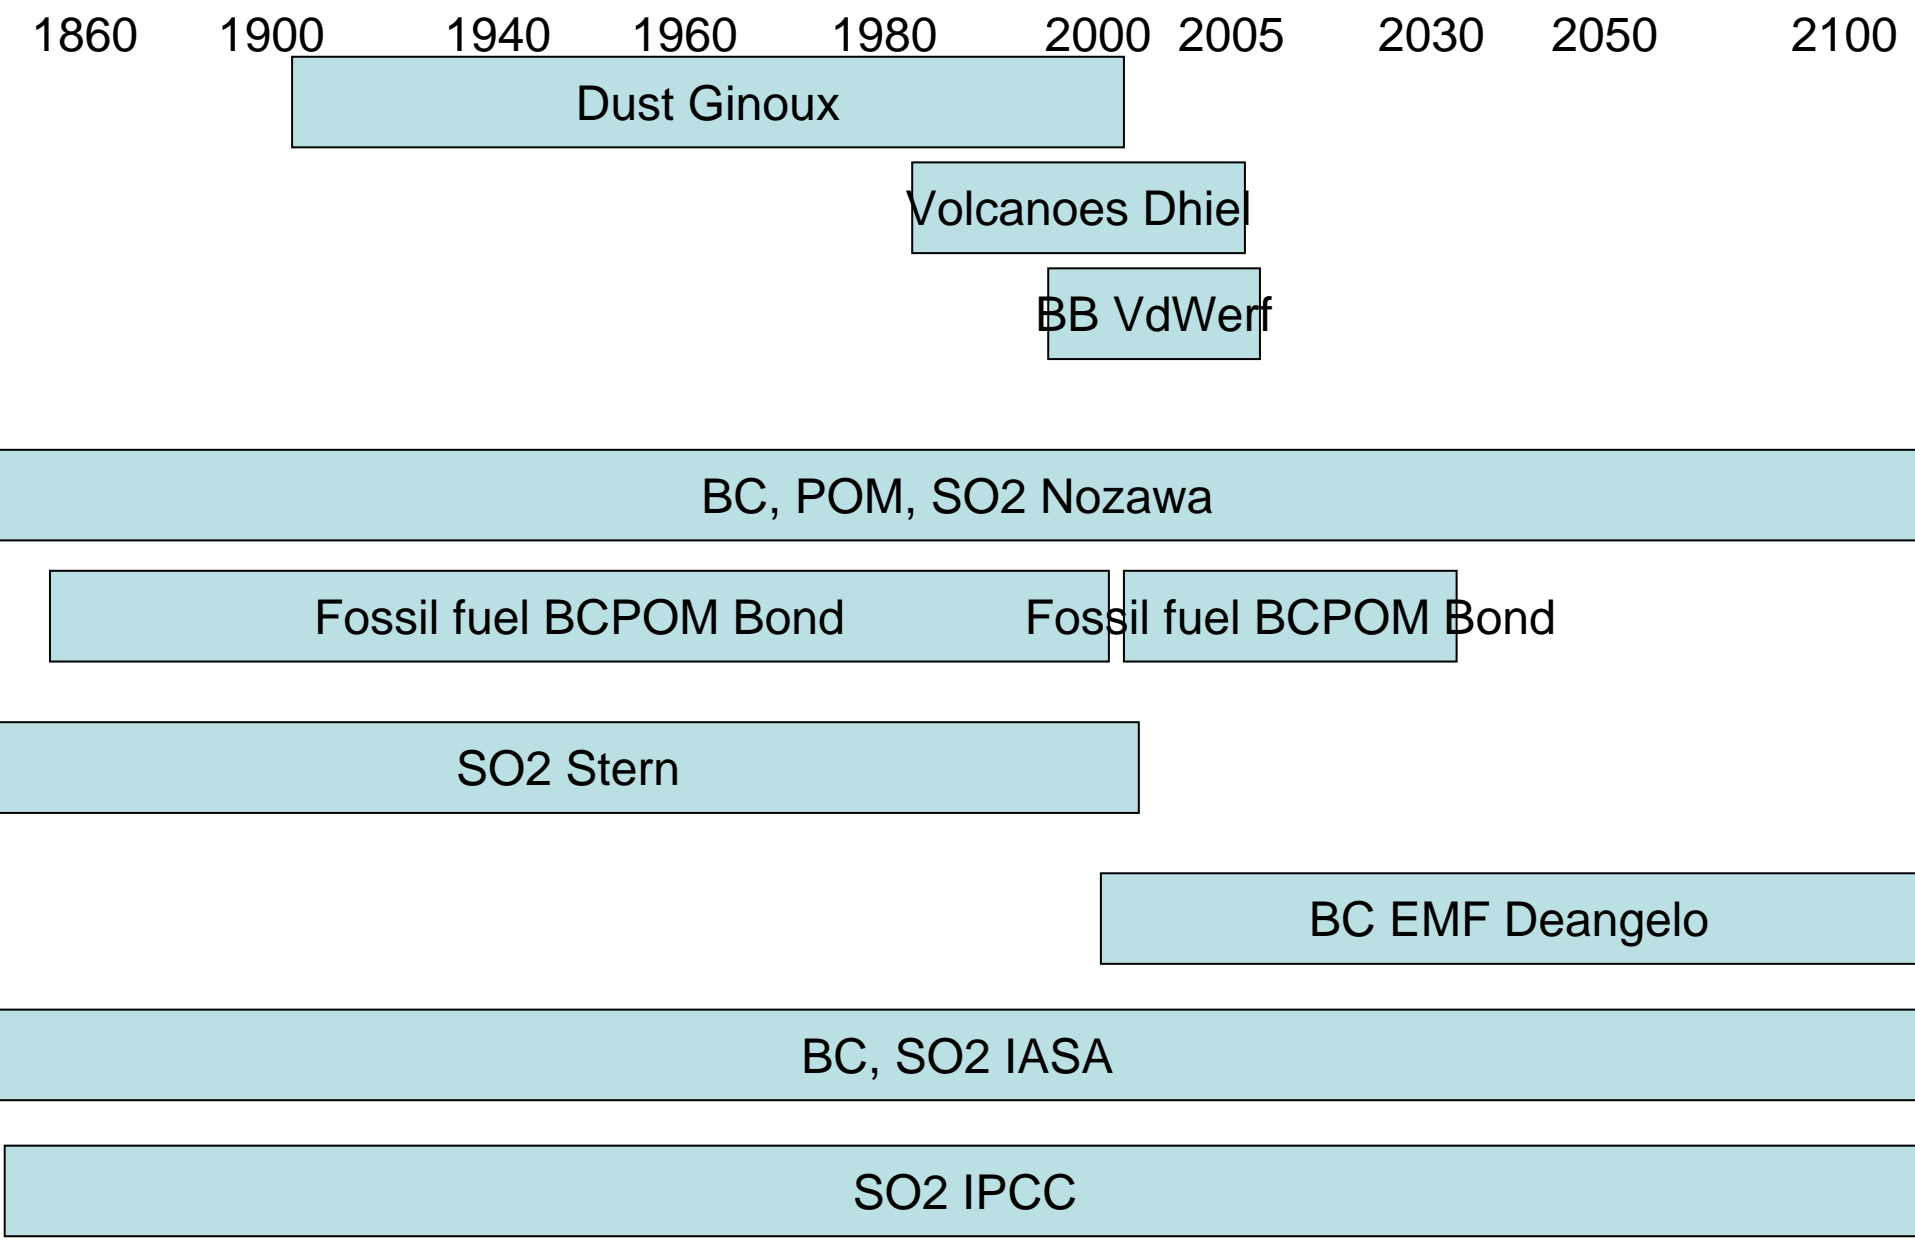 1860 1900 1940 1960 1980 2000 2005 2030 2050 2100
Dust Ginoux
Volcanoes Dhiel
BB VdWerf
BC, POM, SO2 Nozawa
Fossil fuel BCPOM Bond Fossil fuel BCPOM Bond
SO2 Stern
BC EMF Deangelo
BC, SO2 IASA
SO2 IPCC